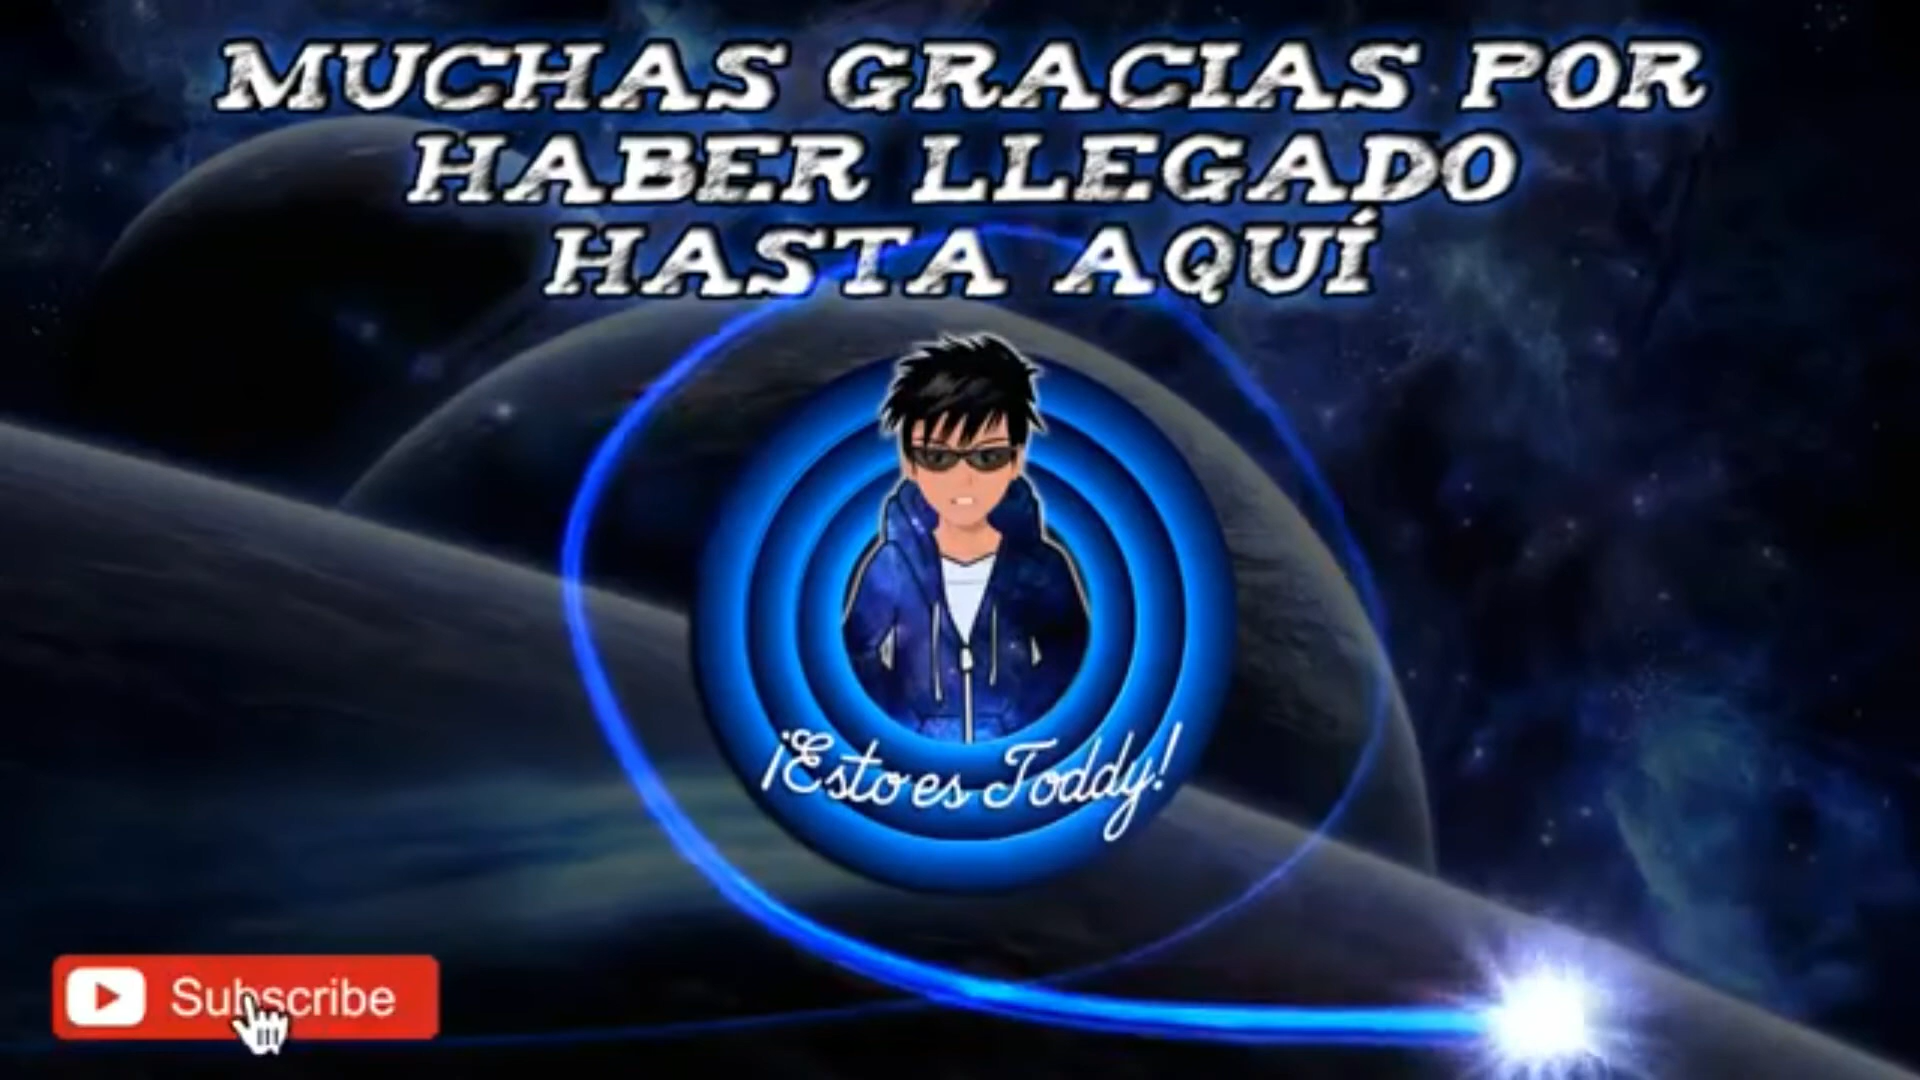 MUCHAS GRACIAS POR
HABER LLEGADO
HASTA AQUÍ
¡Esto es Toddy!
Subscribe